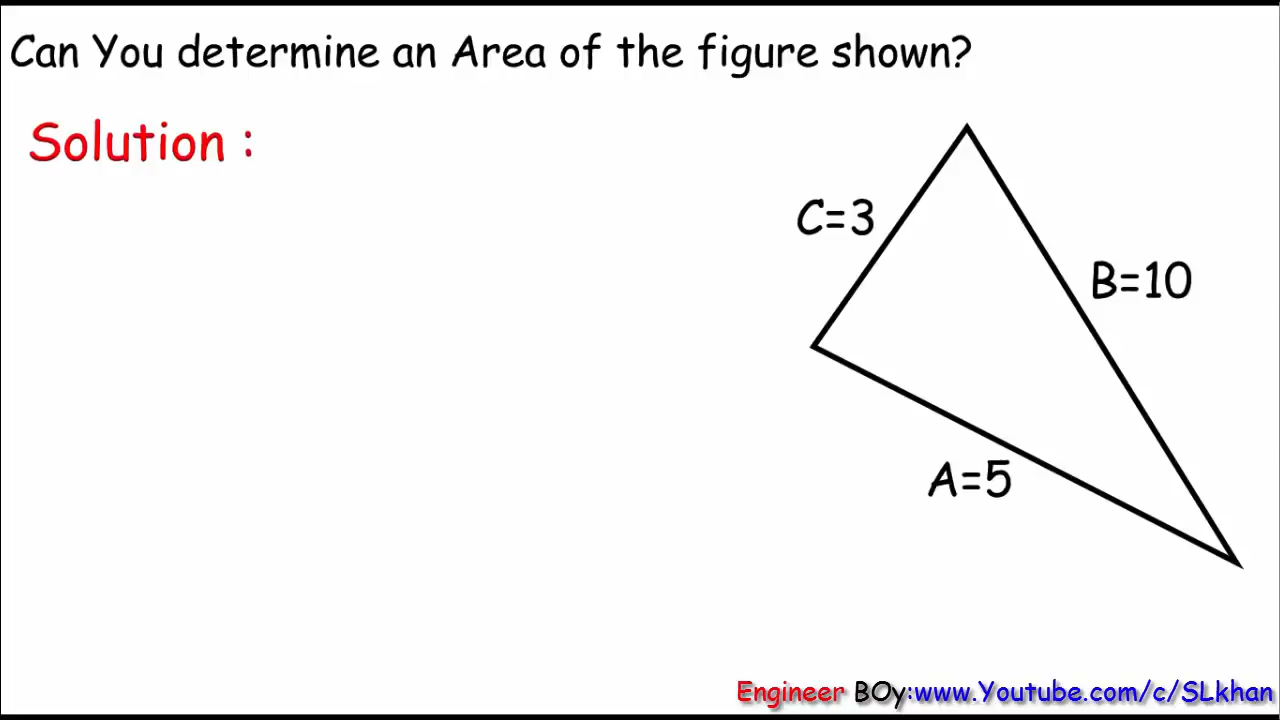 Can You determine an Area of the figure shown?
Solution :
C=3
B=10
A=5
Engineer BOy:www.Youtube.com/c/SLkhan